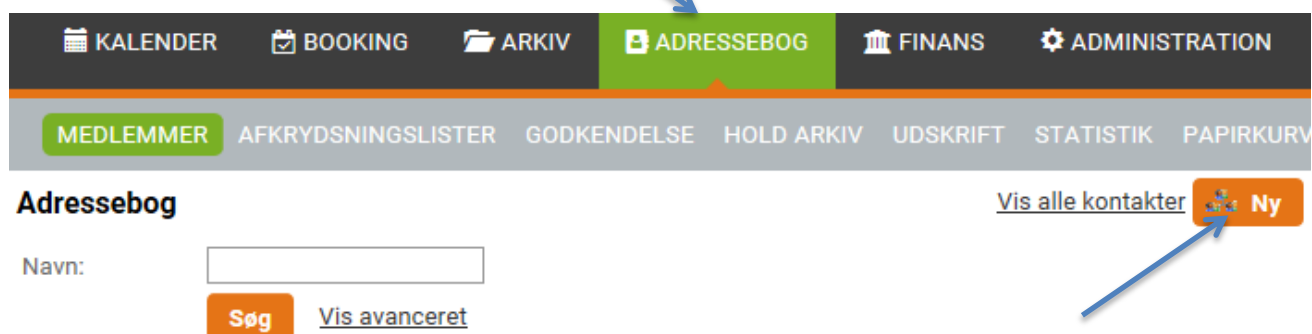 KALENDER BOOKING ARKIV ADRESSEBOG FINANS ADMINISTRATION
MEDLEMMER AFKRYDSNINGSLISTER GODKENDELSE HOLD ARKIV UDSKRIFT STATISTIK PAPIRKURV
Adressebog Vis alle kontakter Ny
Navn:
Søg Vis avanceret